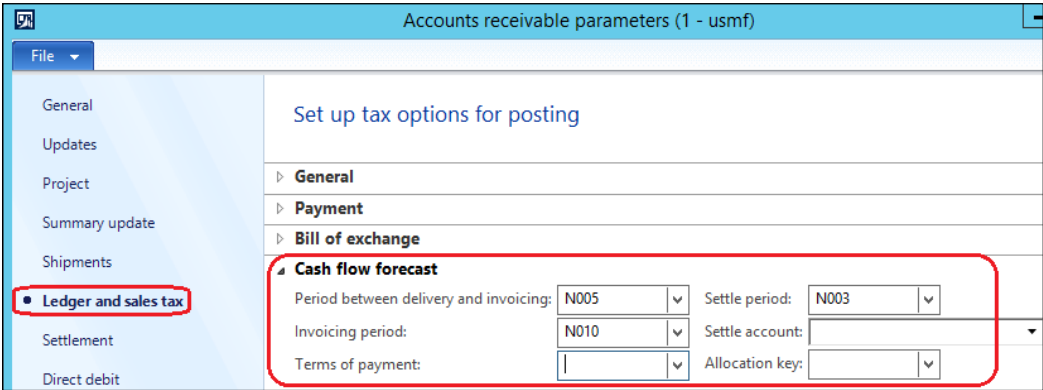 Accounts receivable parameters (1 - usmf)
File
General
Updates
Project
Summary update
Shipments
Ledger and sales tax
Settlement
Direct debit
Set up tax options for posting
General
Payment
Bill of exchange
Cash flow forecast
Period between delivery and invoicing: N005 Settle period: N003
Invoicing period: N010 Settle account:
Terms of payment: Allocation key: